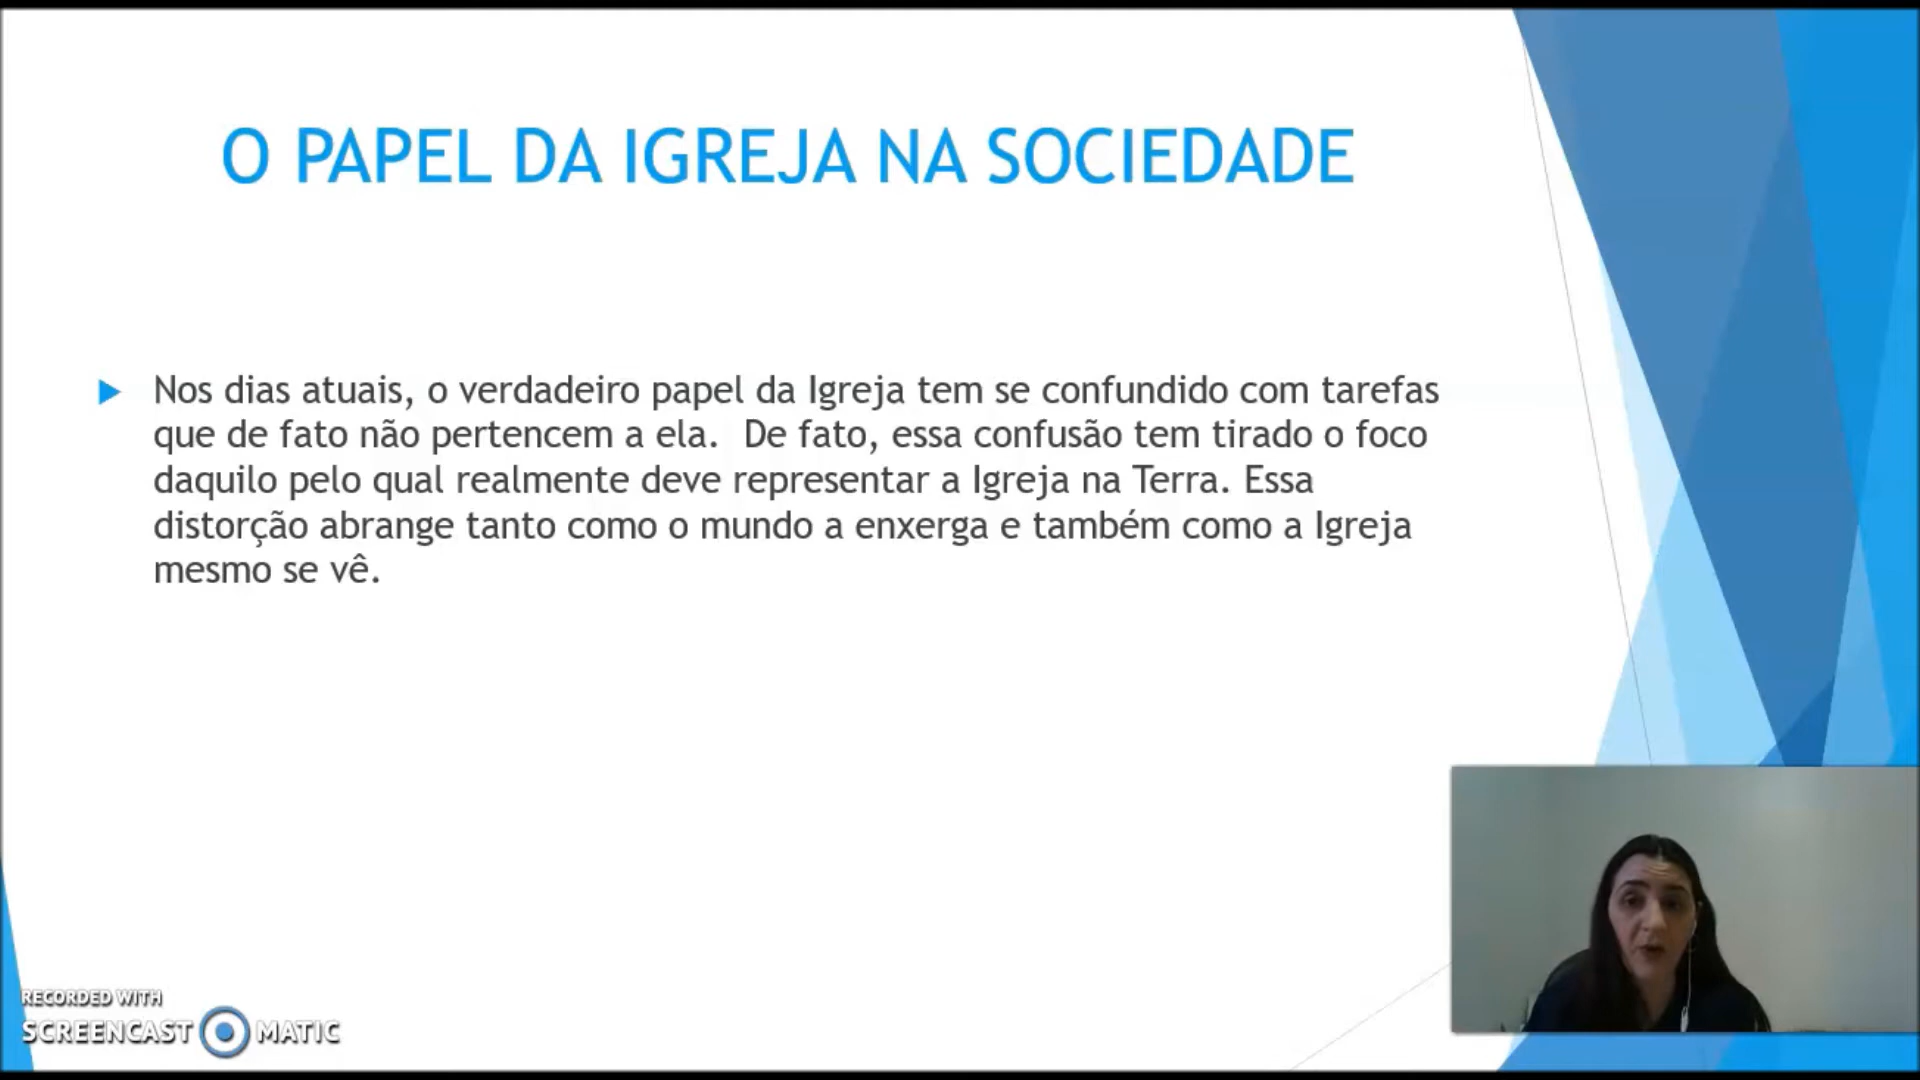 O PAPEL DA IGREJA NA SOCIEDADE
Nos dias atuais, o verdadeiro papel da Igreja tem se confundido com tarefas
que de fato não pertencem a ela.  De fato, essa confusão tem tirado o foco
daquilo pelo qual realmente deve representar a Igreja na Terra. Essa
distorção abrange tanto como o mundo a enxerga e também como a Igreja
mesmo se vê.
RECORDED WITH
SCREENCAST MATIC